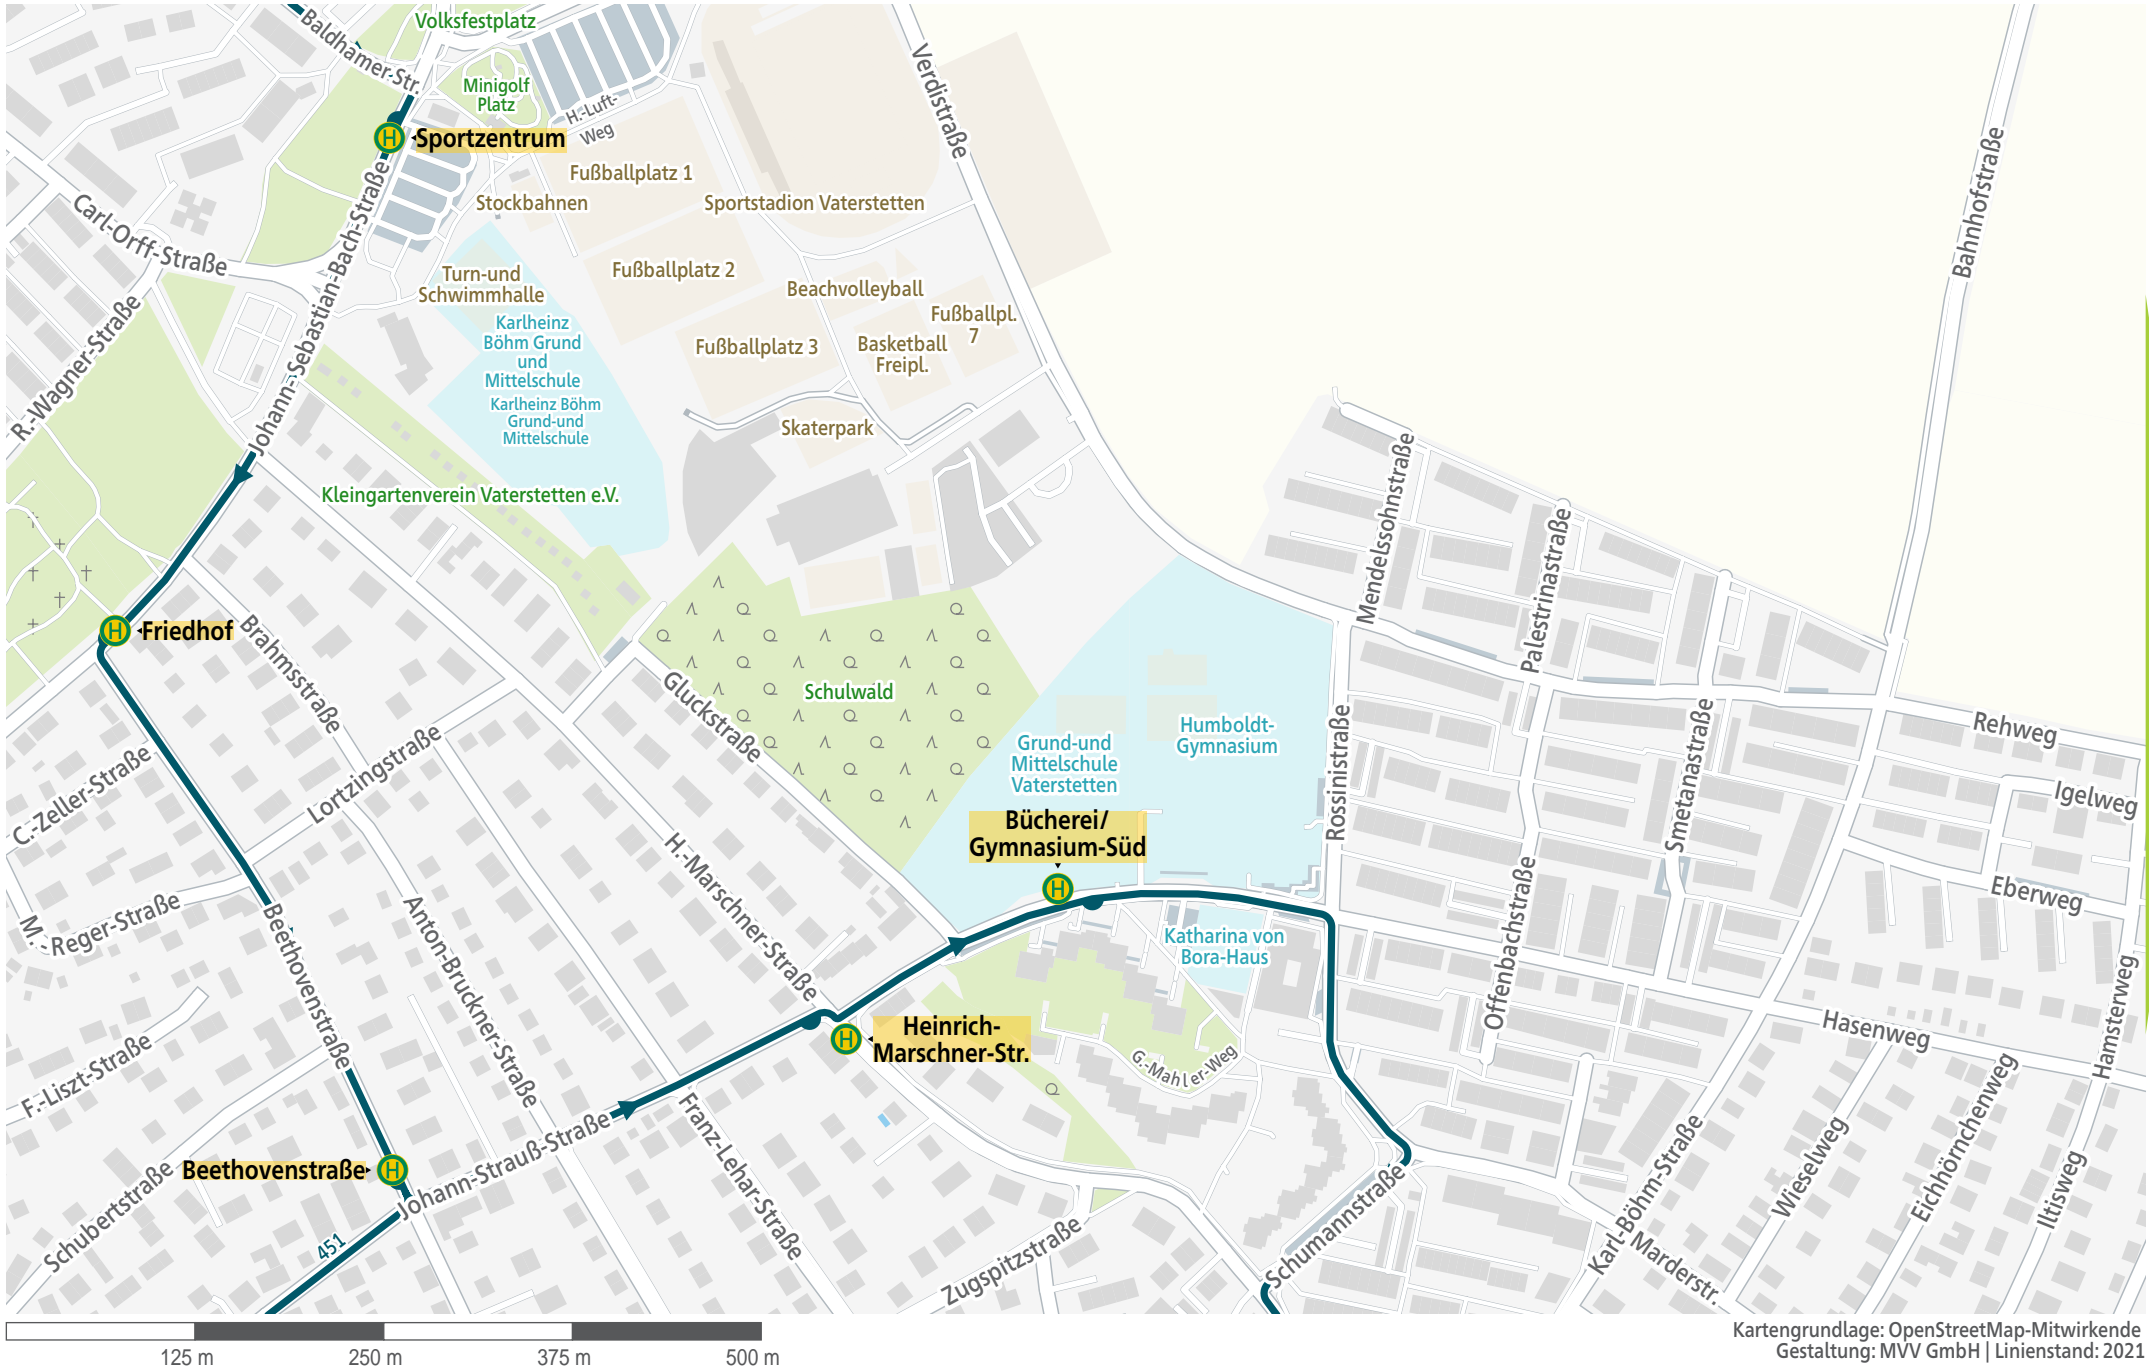 Volksfestplatz
Baldhamer-Str.
Minigolf
Platz
H.-Luft-
Weg
Verdistraße
H
Sportzentrum
Fußballplatz 1
Stockbahnen
Sportstadion Vaterstetten
Bahnhofstraße
Carl-Orff-Straße
Johann-Sebastian-Bach-Straße
Turn-und
Schwimmhalle
Fußballplatz 2
Beachvolleyball
Fußballpl.
7
Karlheinz
Böhm Grund
und
Mittelschule
Karlheinz Böhm
Grund-und
Mittelschule
Fußballplatz 3
Basketball
Freipl.
R.-Wagner-Straße
Skaterpark
Kleingartenverein Vaterstetten e.V.
Mendelssohnstraße
Palestrinastraße
H
Friedhof
Brahmsstraße
Gluckstraße
Schulwald
Humboldt-
Gymnasium
Grund-und
Mittelschule
Vaterstetten
Rossinistraße
Smetanastraße
Rehweg
Igelweg
C.-Zeller-Straße
Lortzingstraße
H.-Marschner-Straße
Bücherei/
Gymnasium-Süd
H
Eberweg
M.-Reger-Straße
Beethovenstraße
Anton-Bruckner-Straße
Katharina von
Bora-Haus
Offenbachstraße
Hamsterweg
Heinrich-
Marschner-Str.
H
Hasenweg
F.-Liszt-Straße
G.-Mahler-Weg
Beethovenstraße
H
Johann-Strauß-Straße
Franz-Lehar-Straße
Schubertstraße
451
Zugspitzstraße
Schumannstraße
Karl-Böhm-Straße
Marderstr.
Wieselweg
Eichhörnchenweg
Iltisweg
125 m
250 m
375 m
500 m
Kartengrundlage: OpenStreetMap-Mitwirkende
Gestaltung: MVV GmbH | Linienstand: 2021